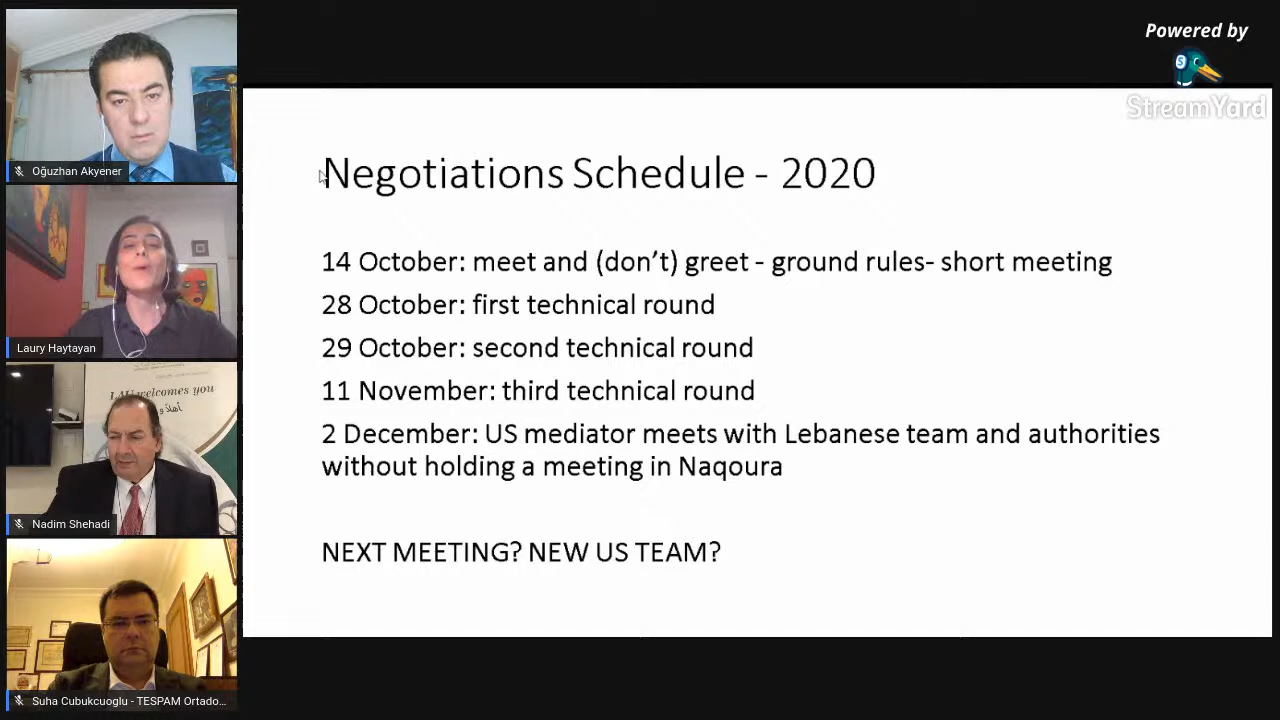 Powered by
StreamYard
Oğuzhan Akyener
Laury Haytayan
LAU welcomes you
Nadim Shehadi
Suha Cubukcuoglu - TESPAM Ortado...
Negotiations Schedule - 2020
14 October: meet and (don't) greet - ground rules- short meeting
28 October: first technical round
29 October: second technical round
11 November: third technical round
2 December: US mediator meets with Lebanese team and authorities
without holding a meeting in Naqoura
NEXT MEETING? NEW US TEAM?